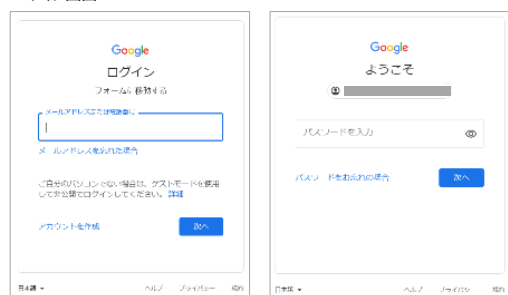 Google
ログイン
フォームに移動する
メールアドレスまたは電話番号
メールアドレスを忘れた場合
ご自分のパソコンでない場合は、ゲストモードを使用
して非公開でログインしてください。詳細
アカウントを作成
次へ
日本語
ヘルプ
プライバシー
規約
Google
ようこそ
パスワードを入力
パスワードをお忘れの場合
次へ
日本語
ヘルプ
プライバシー
規約